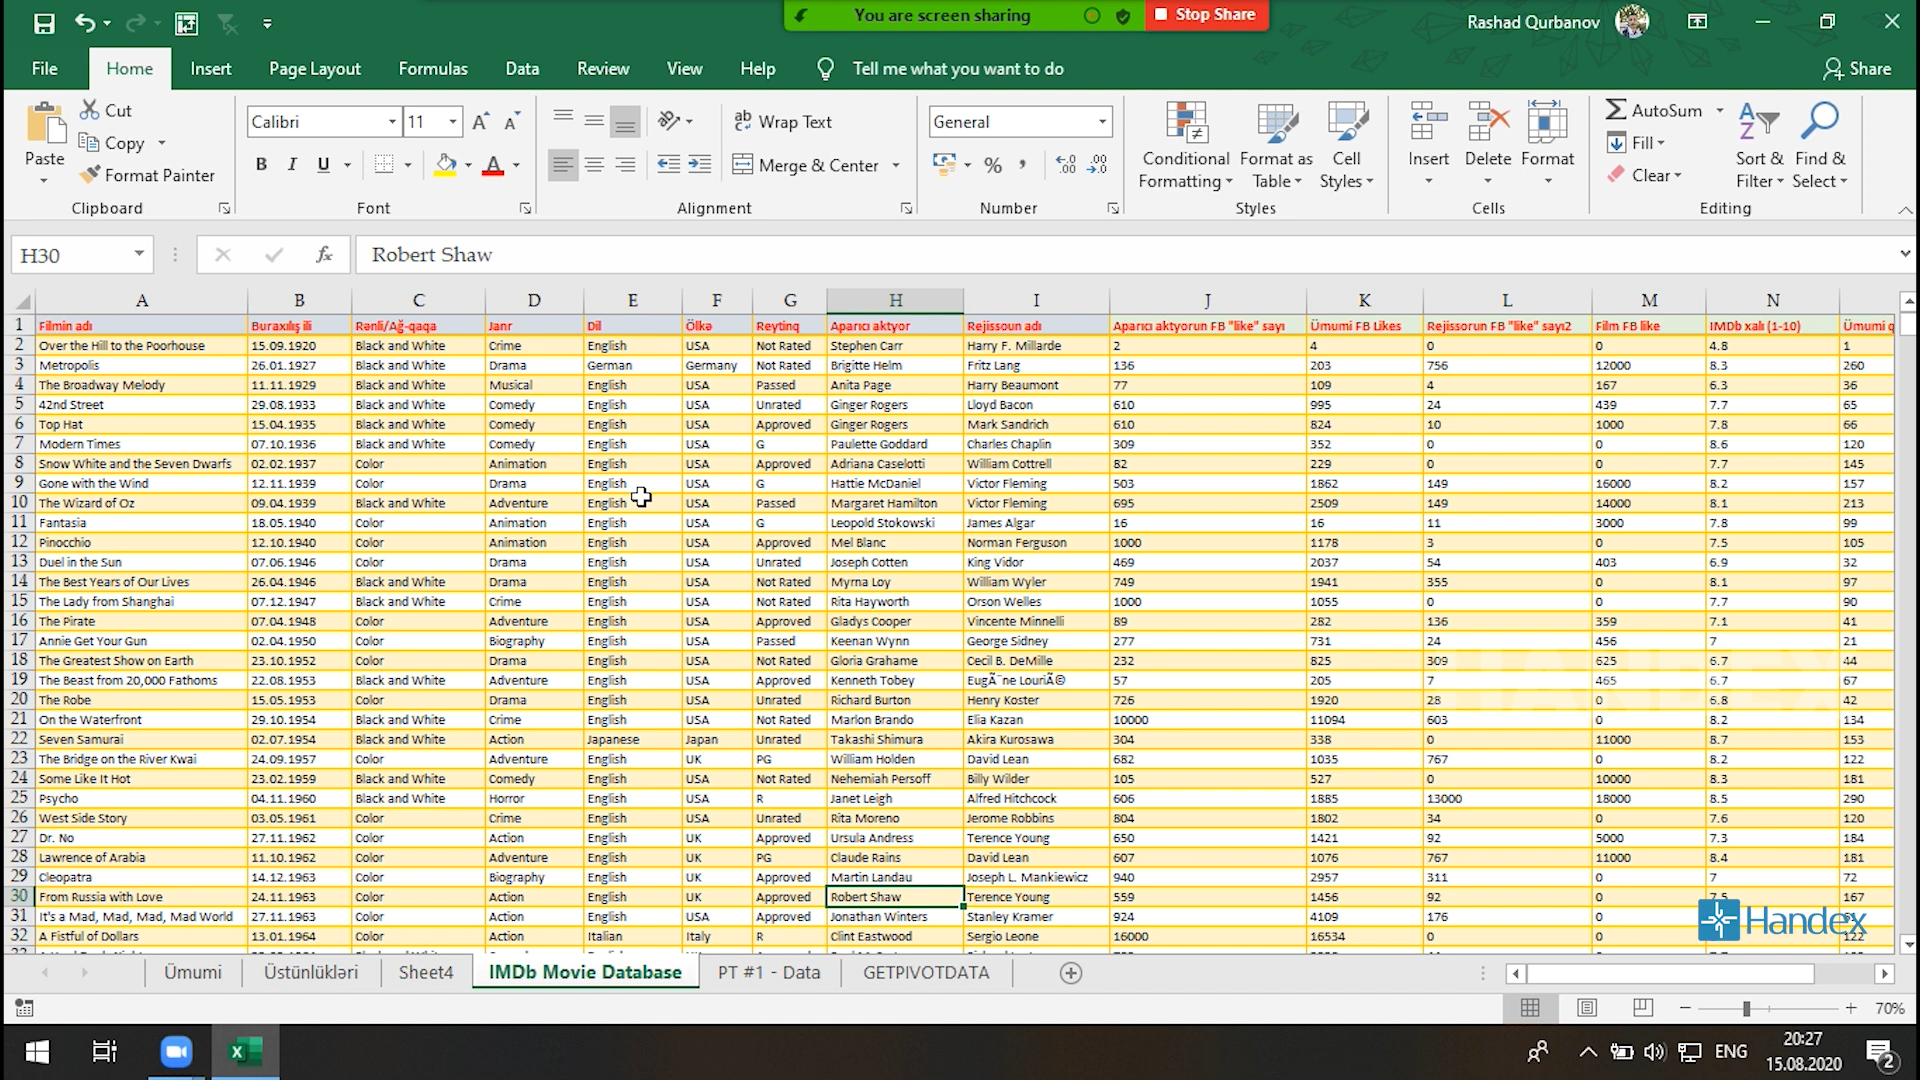 You are screen sharing Stop Share Rashad Qurbanov
File Home Insert Page Layout Formulas Data Review View Help Tell me what you want to do Share
Paste Cut Copy Format Painter Clipboard
Calibri 11 B I U Font
Wrap Text Merge & Center Alignment
General % Number
Conditional Formatting Format as Table Cell Styles Styles
Insert Delete Format Cells
AutoSum Fill Clear Sort & Filter Find & Select Editing
H30 fx Robert Shaw
A B C D E F G H I J K L M N
1 Filmin adı Buraxılış ili Rənli/Ağ-qaqa Janr Dil Ölkə Reytinq Aparıcı aktyor Rejissoun adı Aparıcı aktyorun FB "like" sayı Ümumi FB Likes Rejissorun FB "like" sayı2 Film FB like IMDb xalı (1-10) Ümumi q
2 Over the Hill to the Poorhouse 15.09.1920 Black and White Crime English USA Not Rated Stephen Carr Harry F. Millarde 2 4 0 0 4.8 1
3 Metropolis 26.01.1927 Black and White Drama German Germany Not Rated Brigitte Helm Fritz Lang 136 203 756 12000 8.3 260
4 The Broadway Melody 11.11.1929 Black and White Musical English USA Passed Anita Page Harry Beaumont 77 109 4 167 6.3 36
5 42nd Street 29.08.1933 Black and White Comedy English USA Unrated Ginger Rogers Lloyd Bacon 610 995 24 439 7.7 65
6 Top Hat 15.04.1935 Black and White Comedy English USA Approved Ginger Rogers Mark Sandrich 610 824 10 1000 7.8 66
7 Modern Times 07.10.1936 Black and White Comedy English USA G Paulette Goddard Charles Chaplin 309 352 0 0 8.6 120
8 Snow White and the Seven Dwarfs 02.02.1937 Color Animation English USA Approved Adriana Caselotti William Cottrell 82 229 0 0 7.7 145
9 Gone with the Wind 12.11.1939 Color Drama English USA G Hattie McDaniel Victor Fleming 503 1862 149 16000 8.2 157
10 The Wizard of Oz 09.04.1939 Black and White Adventure English USA Passed Margaret Hamilton Victor Fleming 695 2509 149 14000 8.1 213
11 Fantasia 18.05.1940 Color Animation English USA G Leopold Stokowski James Algar 16 16 11 3000 7.8 99
12 Pinocchio 12.10.1940 Color Animation English USA Approved Mel Blanc Norman Ferguson 1000 1178 3 0 7.5 105
13 Duel in the Sun 07.06.1946 Color Drama English USA Unrated Joseph Cotten King Vidor 469 2037 54 403 6.9 32
14 The Best Years of Our Lives 26.04.1946 Black and White Drama English USA Not Rated Myrna Loy William Wyler 749 1941 355 0 8.1 97
15 The Lady from Shanghai 07.12.1947 Black and White Crime English USA Not Rated Rita Hayworth Orson Welles 1000 1055 0 0 7.7 90
16 The Pirate 07.04.1948 Color Adventure English USA Approved Gladys Cooper Vincente Minnelli 89 282 136 359 7.1 41
17 Annie Get Your Gun 02.04.1950 Color Biography English USA Passed Keenan Wynn George Sidney 277 731 24 456 7 21
18 The Greatest Show on Earth 23.10.1952 Color Drama English USA Not Rated Gloria Grahame Cecil B. DeMille 232 825 309 625 6.7 44
19 The Beast from 20,000 Fathoms 22.08.1953 Black and White Adventure English USA Approved Kenneth Tobey EugÃ¨ne LouriÃ© 57 205 7 465 6.7 67
20 The Robe 15.05.1953 Color Drama English USA Unrated Richard Burton Henry Koster 726 1920 28 0 6.8 42
21 On the Waterfront 29.10.1954 Black and White Crime English USA Not Rated Marlon Brando Elia Kazan 10000 11094 603 0 8.2 134
22 Seven Samurai 02.07.1954 Black and White Action Japanese Japan Unrated Takashi Shimura Akira Kurosawa 304 338 0 11000 8.7 153
23 The Bridge on the River Kwai 24.09.1957 Color Adventure English UK PG William Holden David Lean 682 1035 767 0 8.2 122
24 Some Like It Hot 23.02.1959 Black and White Comedy English USA Not Rated Nehemiah Persoff Billy Wilder 105 527 0 10000 8.3 181
25 Psycho 04.11.1960 Black and White Horror English USA R Janet Leigh Alfred Hitchcock 606 1885 13000 18000 8.5 290
26 West Side Story 03.05.1961 Color Crime English USA Unrated Rita Moreno Jerome Robbins 804 1802 34 0 7.6 120
27 Dr. No 27.11.1962 Color Action English UK Approved Ursula Andress Terence Young 650 1421 92 5000 7.3 184
28 Lawrence of Arabia 11.10.1962 Color Adventure English UK PG Claude Rains David Lean 607 1076 767 11000 8.4 181
29 Cleopatra 14.12.1963 Color Biography English UK Approved Martin Landau Joseph L. Mankiewicz 940 2957 311 0 7 72
30 From Russia with Love 24.11.1963 Color Action English UK Approved Robert Shaw Terence Young 559 1456 92 0 7.5 167
31 It's a Mad, Mad, Mad, Mad World 27.11.1963 Color Action English USA Approved Jonathan Winters Stanley Kramer 924 4109 176 0
32 A Fistful of Dollars 13.01.1964 Color Action Italian Italy R Clint Eastwood Sergio Leone 16000 16534 0 0 122
Handex
Ümumi Üstünlükləri Sheet4 IMDb Movie Database PT #1 - Data GETPIVOTDATA
70%
ENG 20:27 15.08.2020 2